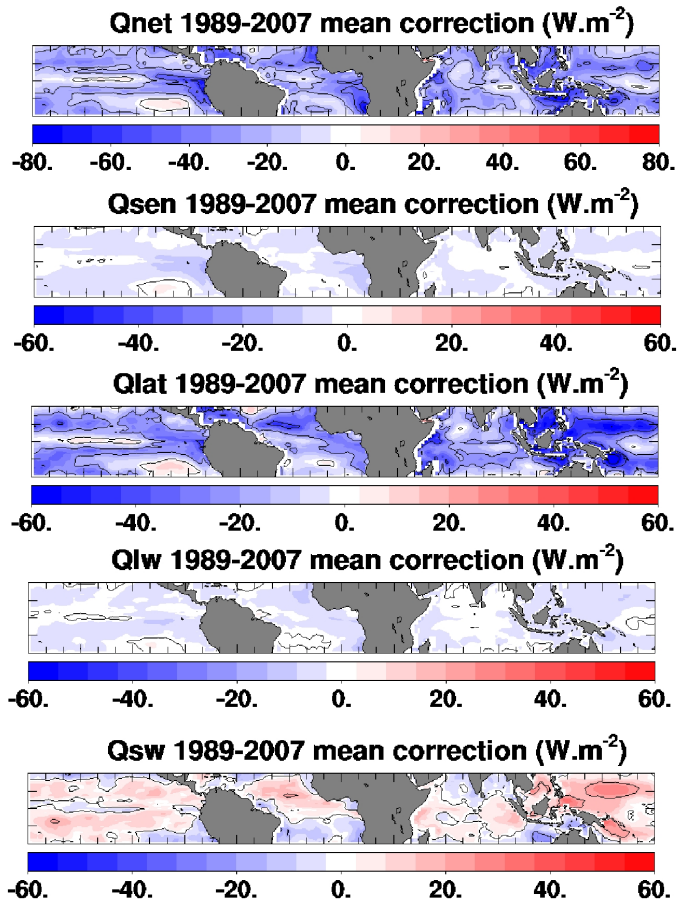 Qnet 1989-2007 mean correction (W.m-2)
-80. -60. -40. -20. 0. 20. 40. 60. 80.
Qsen 1989-2007 mean correction (W.m-2)
-60. -40. -20. 0. 20. 40. 60.
Qlat 1989-2007 mean correction (W.m-2)
-60. -40. -20. 0. 20. 40. 60.
Qlw 1989-2007 mean correction (W.m-2)
-60. -40. -20. 0. 20. 40. 60.
Qsw 1989-2007 mean correction (W.m-2)
-60. -40. -20. 0. 20. 40. 60.